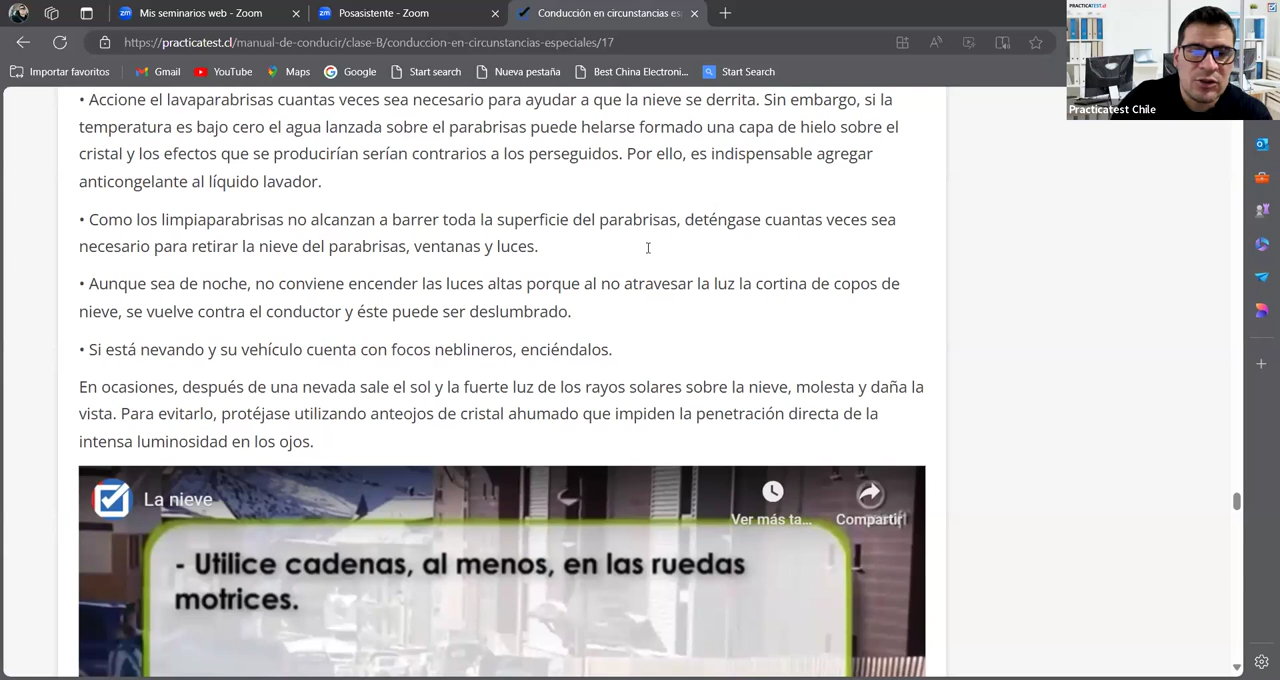 Mis seminarios web - Zoom
Posasistente - Zoom
Conducción en circunstancias es
https://practicatest.cl/manual-de-conducir/clase-B/conduccion-en-circunstancias-especiales/17
Importar favoritos
Gmail
YouTube
Maps
Google
Start search
Nueva pestaña
Best China Electroni...
Start Search
PRACTICATEST.cl
Practicatest Chile
• Accione el lavaparabrisas cuantas veces sea necesario para ayudar a que la nieve se derrita. Sin embargo, si la
temperatura es bajo cero el agua lanzada sobre el parabrisas puede helarse formado una capa de hielo sobre el
cristal y los efectos que se producirían serían contrarios a los perseguidos. Por ello, es indispensable agregar
anticongelante al líquido lavador.
• Como los limpiaparabrisas no alcanzan a barrer toda la superficie del parabrisas, deténgase cuantas veces sea
necesario para retirar la nieve del parabrisas, ventanas y luces.
• Aunque sea de noche, no conviene encender las luces altas porque al no atravesar la luz la cortina de copos de
nieve, se vuelve contra el conductor y éste puede ser deslumbrado.
• Si está nevando y su vehículo cuenta con focos neblineros, enciéndalos.
En ocasiones, después de una nevada sale el sol y la fuerte luz de los rayos solares sobre la nieve, molesta y daña la
vista. Para evitarlo, protéjase utilizando anteojos de cristal ahumado que impiden la penetración directa de la
intensa luminosidad en los ojos.
La nieve
Ver más ta...
Compartir
- Utilice cadenas, al menos, en las ruedas
motrices.